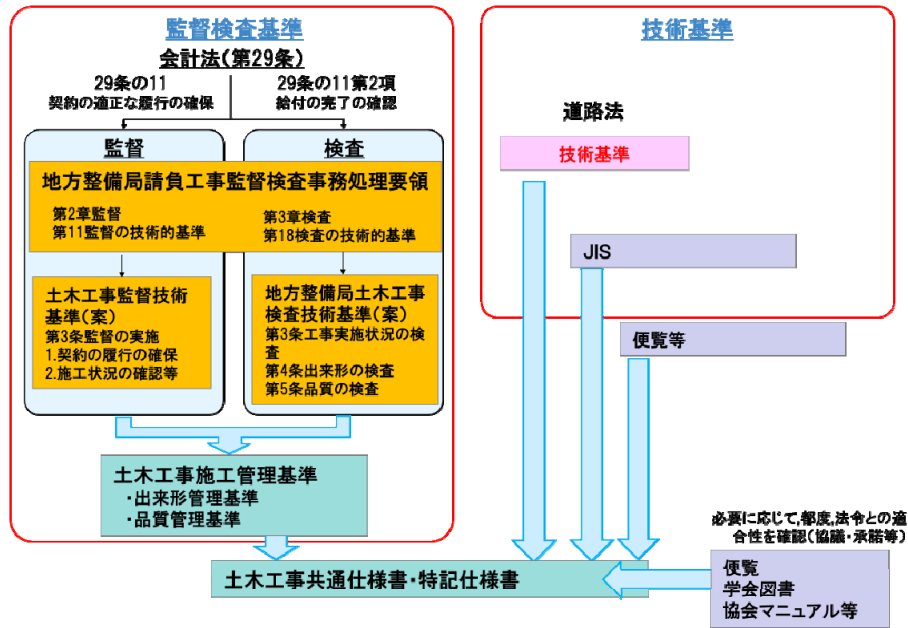 監督検査基準
会計法(第29条)
29条の11
契約の適正な履行の確保
29条の11第2項
給付の完了の確認
監督
検査
地方整備局請負工事監督検査事務処理要領
第2章監督
第11監督の技術的基準
第3章検査
第18検査の技術的基準
土木工事監督技術
基準(案)
第3条監督の実施
1.契約の履行の確保
2.施工状況の確認等
地方整備局土木工事
検査技術基準(案)
第3条工事実施状況の検
査
第4条出来形の検査
第5条品質の検査
土木工事施工管理基準
・出来形管理基準
・品質管理基準
土木工事共通仕様書・特記仕様書
技術基準
道路法
技術基準
JIS
便覧等
必要に応じて,都度,法令との適
合性を確認(協議・承諾等)
便覧
学会図書
協会マニュアル等